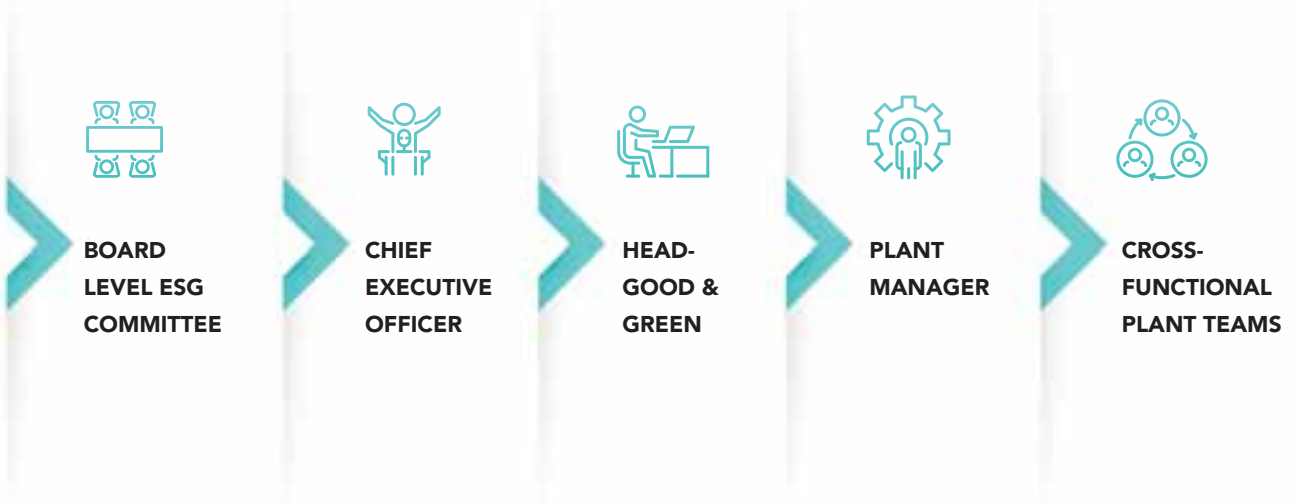 BOARD
LEVEL ESG
COMMITTEE
CHIEF
EXECUTIVE
OFFICER
HEAD-
GOOD &
GREEN
PLANT
MANAGER
CROSS-
FUNCTIONAL
PLANT TEAMS